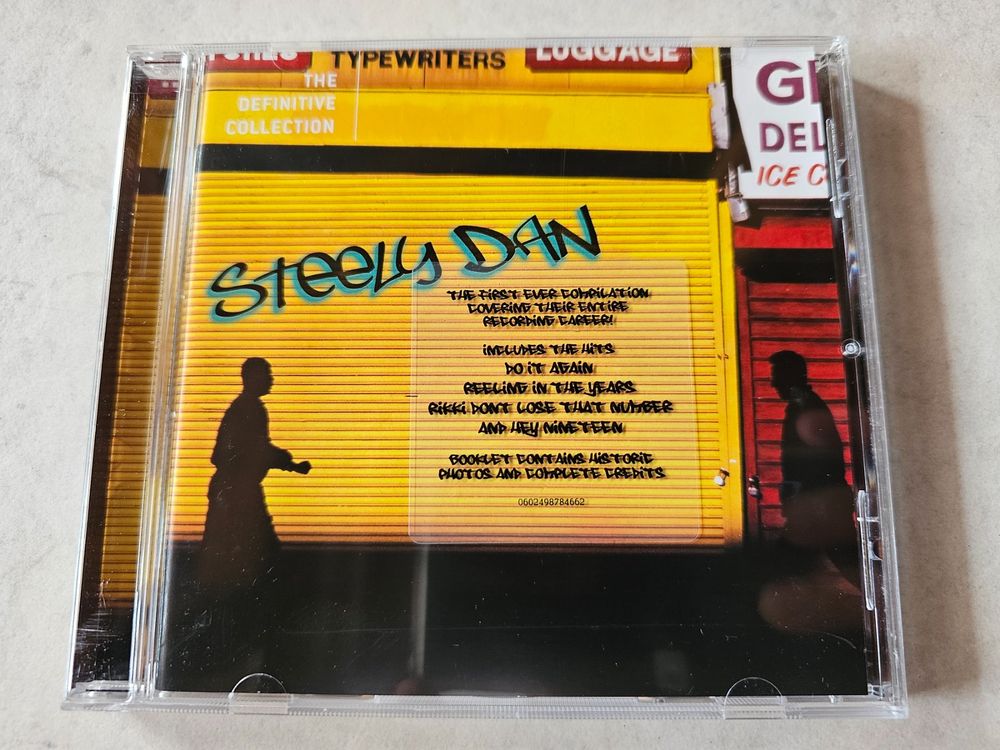 TYPEWRITERS
LUGGAGE
THE
DEFINITIVE
COLLECTION
G
DEL
ICE C
STEELY DAN
THE FIRST EVER COMPILATION
COVERING THEIR ENTIRE
RECORDING CAREER!
INCLUDES THE HITS
DO IT AGAIN
REELING IN THE YEARS
RIKKI DONT LOSE THAT NUMBER
AND HEY NINETEEN
BOOKLET CONTAINS HISTORIC
PHOTOS AND COMPLETE CREDITS
0602498784662